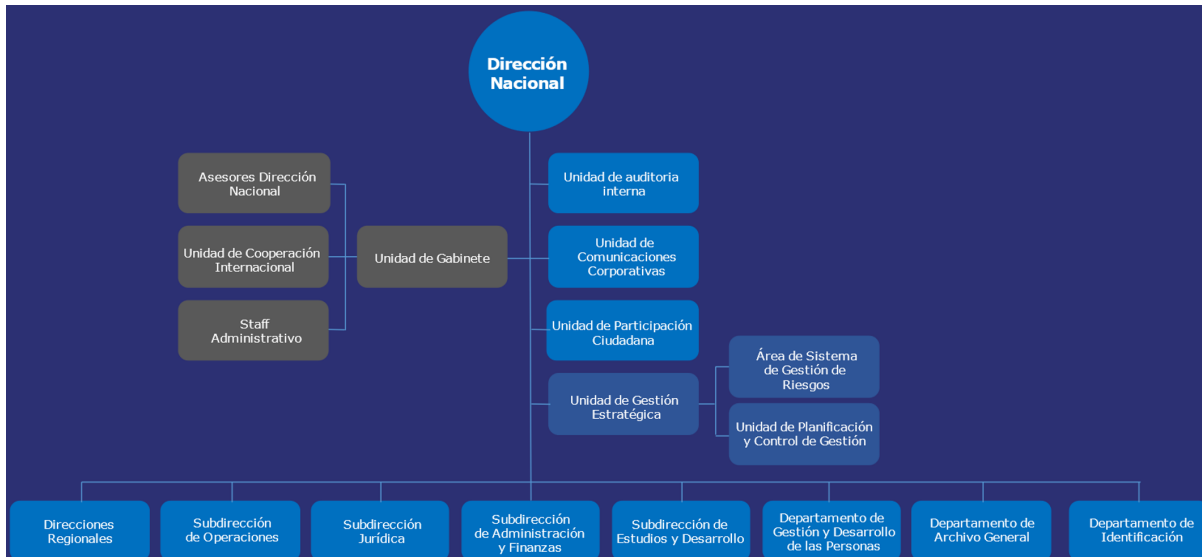 Dirección
Nacional
Asesores Dirección
Nacional
Unidad de auditoria
interna
Unidad de Cooperación
Internacional
Unidad de Gabinete
Unidad de
Comunicaciones
Corporativas
Staff
Administrativo
Unidad de Participación
Ciudadana
Área de Sistema
de Gestión de
Riesgos
Unidad de Gestión
Estratégica
Unidad de Planificación
y Control de Gestión
Direcciones
Regionales
Subdirección
de Operaciones
Subdirección
Jurídica
Subdirección
de Administración
y Finanzas
Subdirección de
Estudios y Desarrollo
Departamento de
Gestión y Desarrollo
de las Personas
Departamento de
Archivo General
Departamento de
Identificación